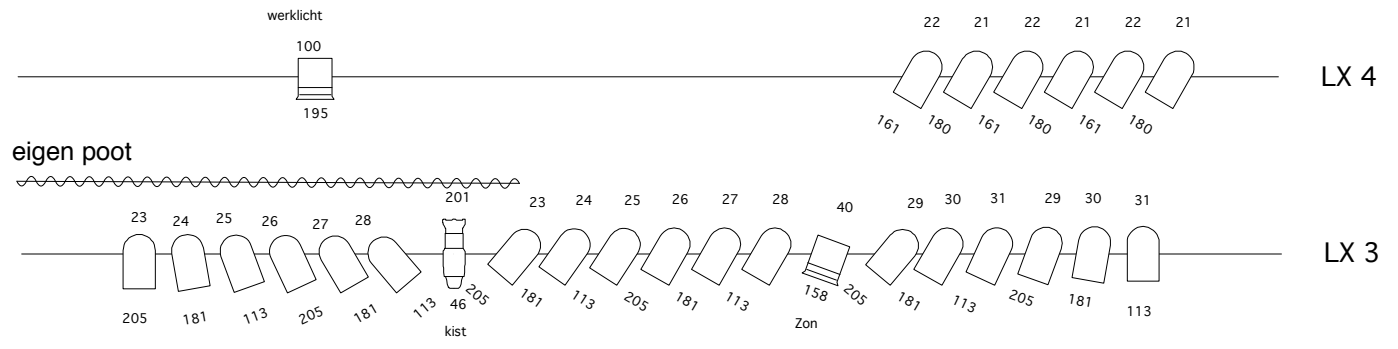 werklicht
22 21 22 21 22 21
100
LX 4
195
161 180 161 180 161 180
eigen poot
201
23 24 25 26 27 28 23 24 25 26 27 28 40 29 30 31 29 30 31
LX 3
205 181 113 205 181 113 46 205 181 113 205 181 113 158 205 181 113 205 181 113
kist Zon